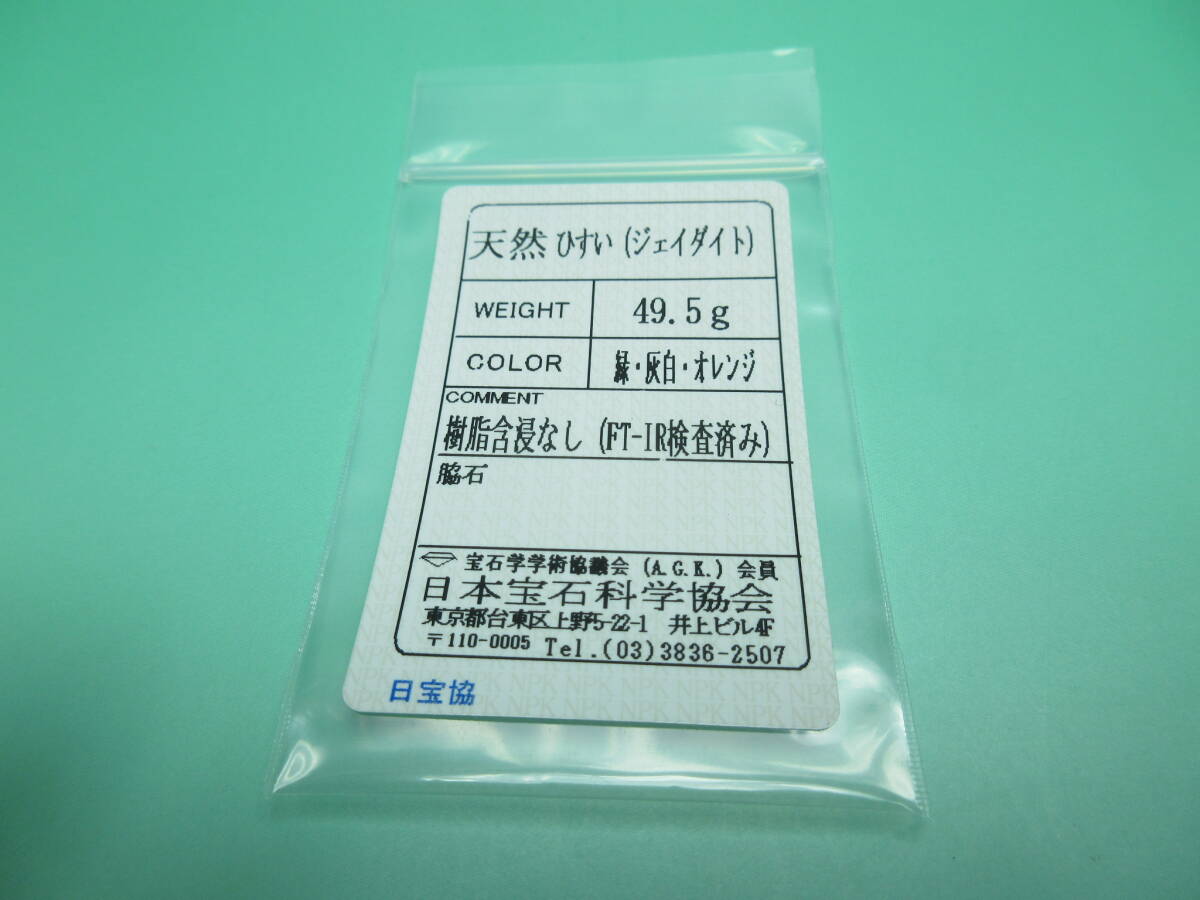 天然 ひすい (ジェイダイト)
WEIGHT 49.5g
COLOR 緑・灰白・オレンジ
COMMENT
樹脂含浸なし (FT-IR検査済み)
脇石
宝石学学術協議会 (A.G.K.) 会員
日本宝石科学協会
東京都台東区上野5-22-1 井上ビル4F
〒110-0005 Tel.(03)3836-2507
日宝協